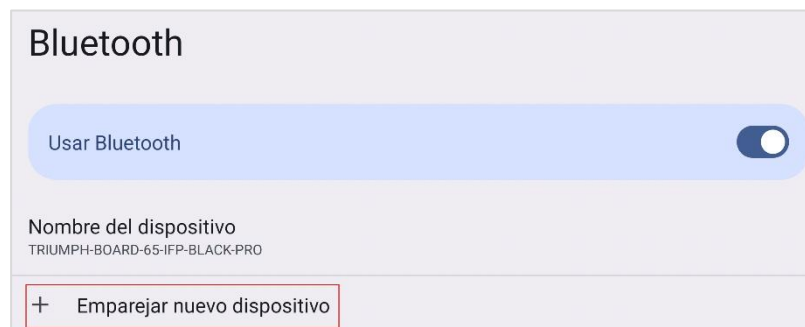 Bluetooth
Usar Bluetooth
Nombre del dispositivo
TRIUMPH-BOARD-65-IFP-BLACK-PRO
+ Emparejar nuevo dispositivo